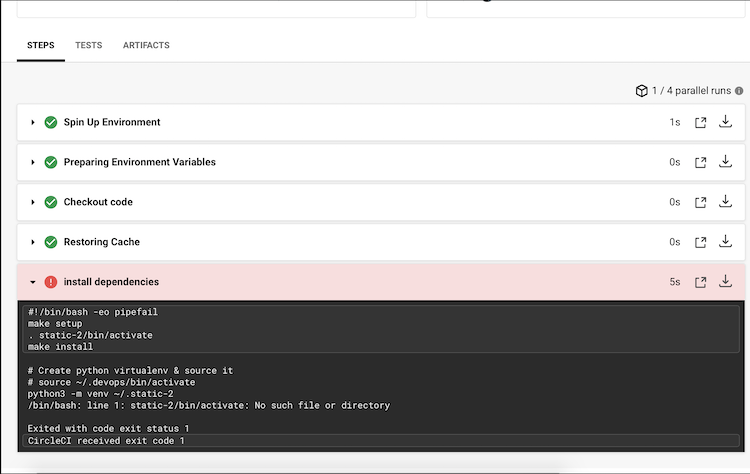 STEPS TESTS ARTIFACTS
1 / 4 parallel runs
Spin Up Environment 1s
Preparing Environment Variables 0s
Checkout code 0s
Restoring Cache 0s
install dependencies 5s
#!/bin/bash -eo pipefail
make setup
. static-2/bin/activate
make install
# Create python virtualenv & source it
# source ~/.devops/bin/activate
python3 -m venv ~/.static-2
/bin/bash: line 1: static-2/bin/activate: No such file or directory
Exited with code exit status 1
CircleCI received exit code 1